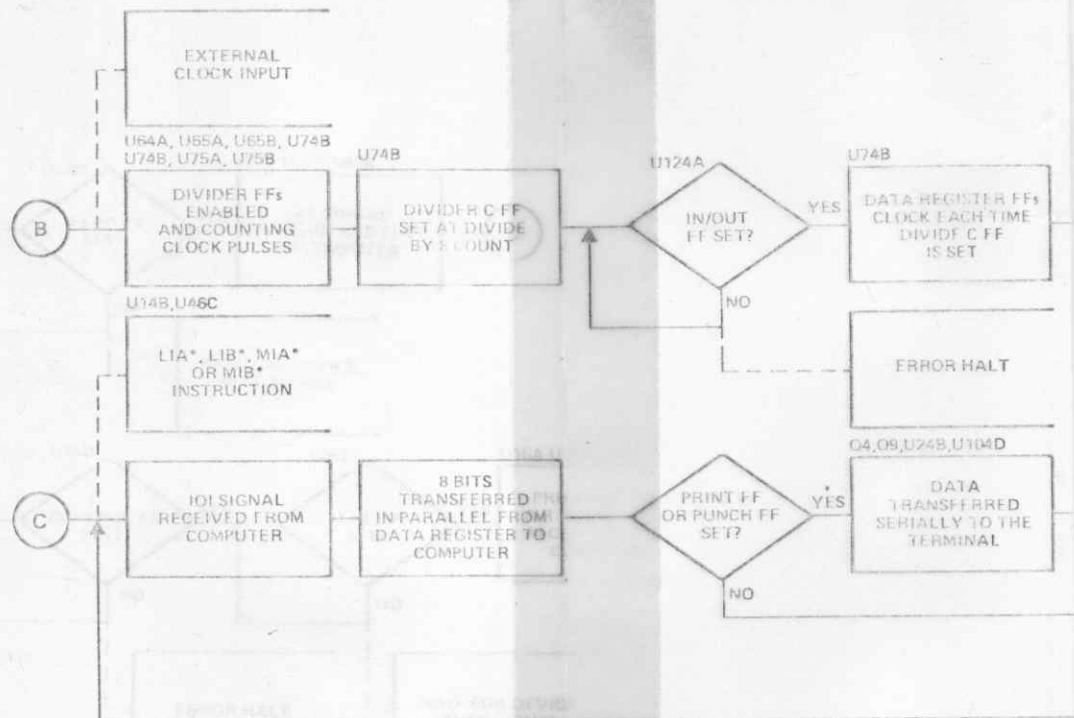 EXTERNAL
CLOCK INPUT
U64A, U65A, U65B, U74B
U74B, U75A, U75B
B
DIVIDER FFs
ENABLED
AND COUNTING
CLOCK PULSES
U74B
DIVIDER C FF
SET AT DIVIDE
BY 8 COUNT
U124A
IN/OUT
FF SET?
YES
NO
U74B
DATA REGISTER FFs
CLOCK EACH TIME
DIVIDE C FF
IS SET
U14B,U46C
LIA*, LIB*, MIA*
OR MIB*
INSTRUCTION
ERROR HALT
C
IOI SIGNAL
RECEIVED FROM
COMPUTER
8 BITS
TRANSFERRED
IN PARALLEL FROM
DATA REGISTER TO
COMPUTER
PRINT FF
OR PUNCH FF
SET?
YES
NO
Q4,Q9,U24B,U104D
DATA
TRANSFERRED
SERIALLY TO THE
TERMINAL